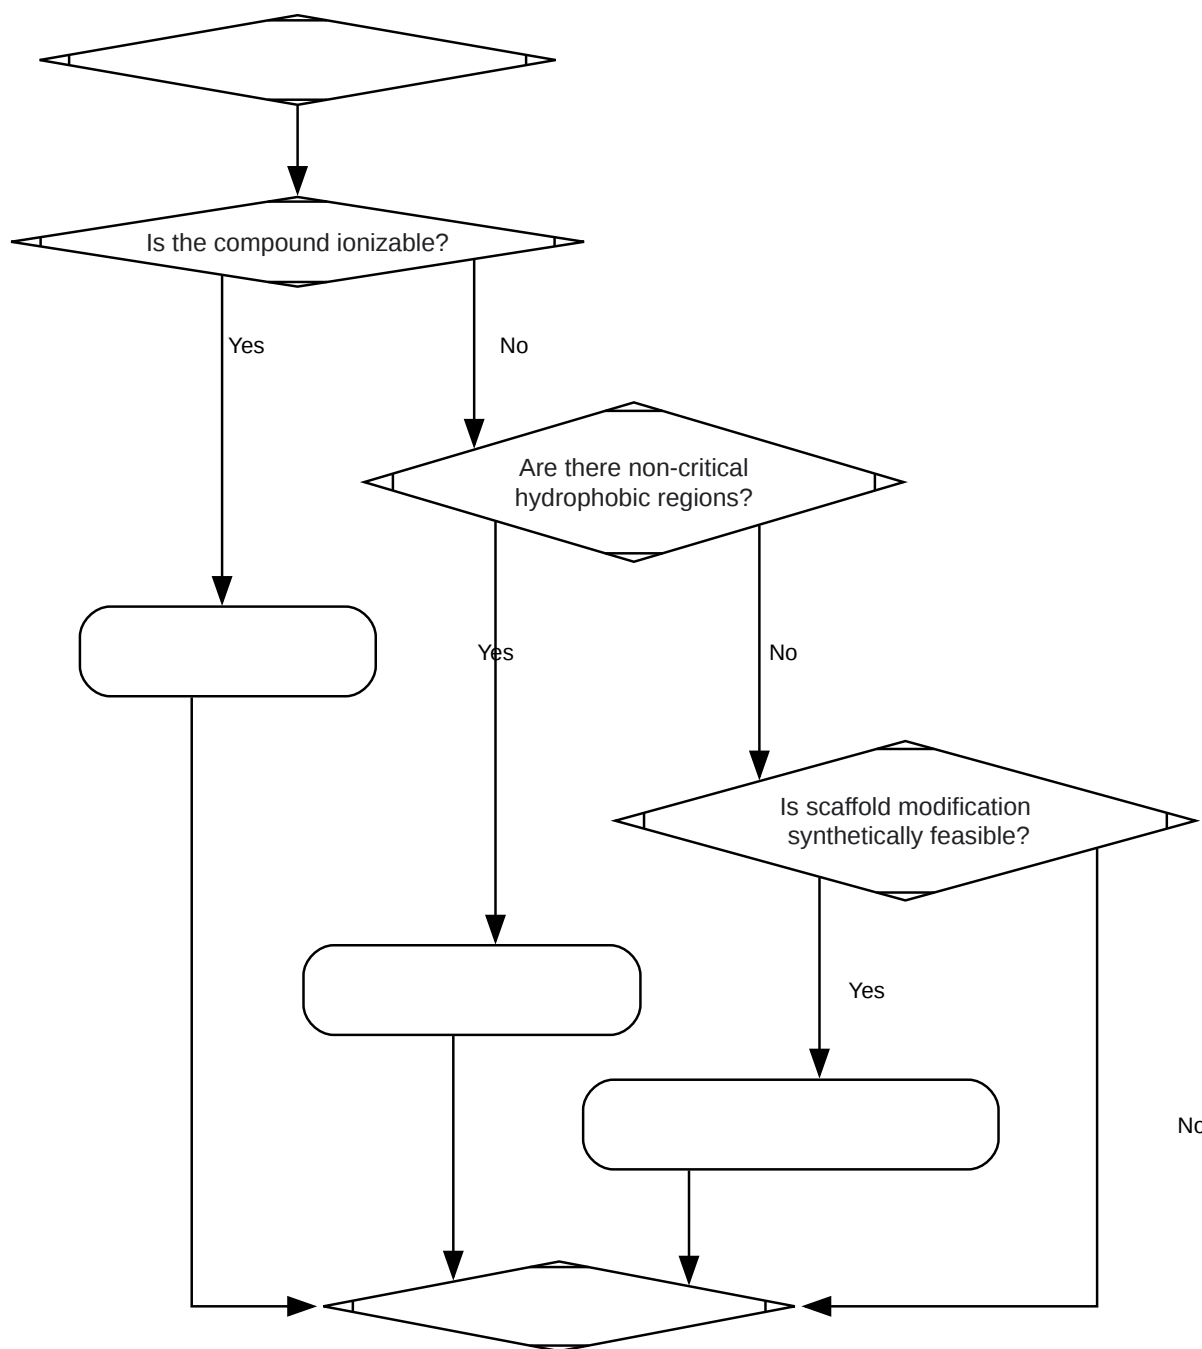 Is the compound ionizable?
Yes
No
Are there non-critical
hydrophobic regions?
Yes
No
Is scaffold modification
synthetically feasible?
Yes
No